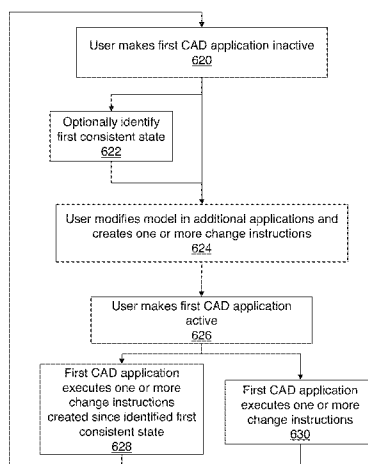 User makes first CAD application inactive
620
Optionally identify
first consistent state
622
User modifies model in additional applications and
creates one or more change instructions
624
User makes first CAD application
active
626
First CAD application
executes one or more
change instructions
created since identified first
consistent state
628
First CAD application
executes one or more
change instructions
630